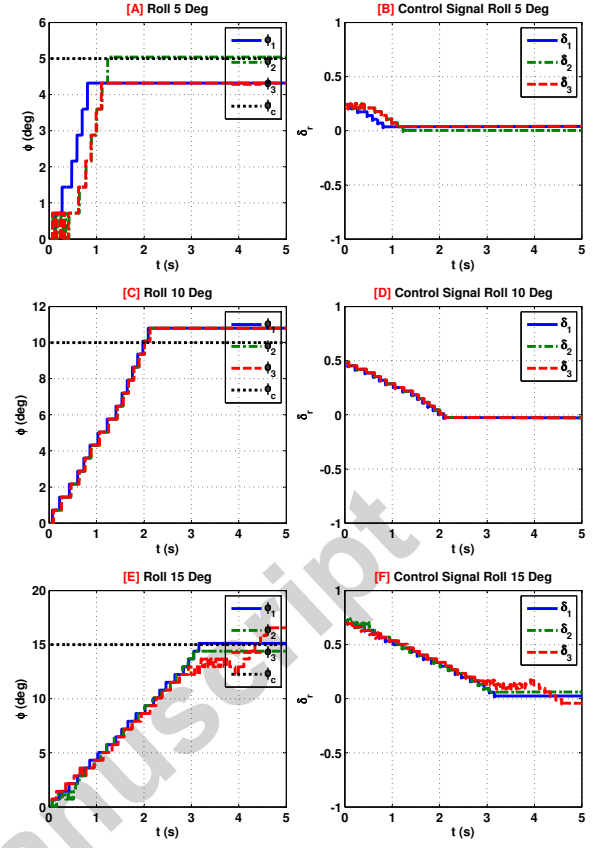 [A] Roll 5 Deg
6
5
4
3
2
1
0
0 1 2 3 4 5
ϕ (deg)
t (s)
ϕ1
ϕ2
ϕ3
ϕc
[B] Control Signal Roll 5 Deg
1
0.5
0
-0.5
-1
0 1 2 3 4 5
δr
t (s)
δ1
δ2
δ3
[C] Roll 10 Deg
12
10
8
6
4
2
0
0 1 2 3 4 5
ϕ (deg)
t (s)
ϕ1
ϕ2
ϕ3
ϕc
[D] Control Signal Roll 10 Deg
1
0.5
0
-0.5
-1
0 1 2 3 4 5
δr
t (s)
δ1
δ2
δ3
[E] Roll 15 Deg
20
15
10
5
0
0 1 2 3 4 5
ϕ (deg)
t (s)
ϕ1
ϕ2
ϕ3
ϕc
[F] Control Signal Roll 15 Deg
1
0.5
0
-0.5
-1
0 1 2 3 4 5
δr
t (s)
δ1
δ2
δ3
anuscript